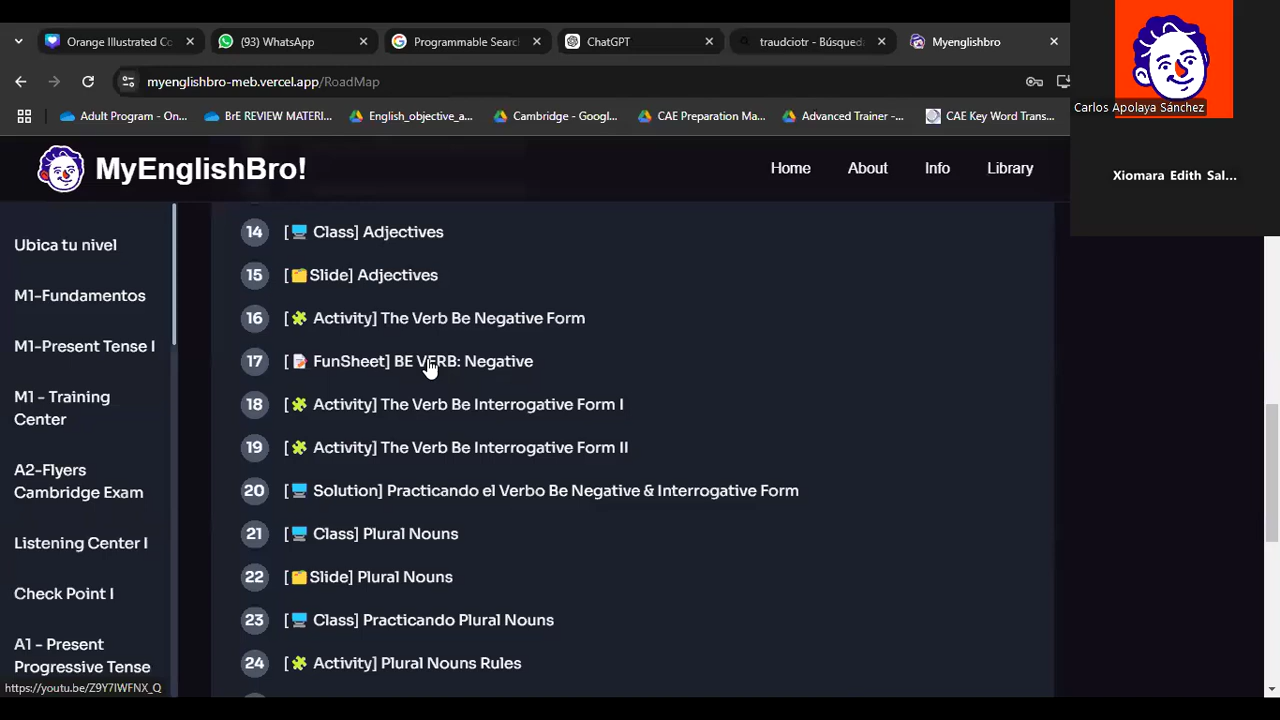 Orange Illustrated Co
(93) WhatsApp
Programmable Searc
ChatGPT
traudciotr - Búsqued
Myenglishbro
myenglishbro-meb.vercel.app/RoadMap
Carlos Apolaya Sánchez
Adult Program - On...
BrE REVIEW MATERI...
English_objective_a...
Cambridge - Googl...
CAE Preparation Ma...
Advanced Trainer -...
CAE Key Word Trans...
MyEnglishBro!
Home
About
Info
Library
Xiomara Edith Sal...
Ubica tu nivel
M1-Fundamentos
M1-Present Tense I
M1 - Training
Center
A2-Flyers
Cambridge Exam
Listening Center I
Check Point I
A1 - Present
Progressive Tense
14 [💻 Class] Adjectives
15 [🗂️Slide] Adjectives
16 [🧩 Activity] The Verb Be Negative Form
17 [📝 FunSheet] BE VERB: Negative
18 [🧩 Activity] The Verb Be Interrogative Form I
19 [🧩 Activity] The Verb Be Interrogative Form II
20 [💻 Solution] Practicando el Verbo Be Negative & Interrogative Form
21 [💻 Class] Plural Nouns
22 [🗂️Slide] Plural Nouns
23 [💻 Class] Practicando Plural Nouns
24 [🧩 Activity] Plural Nouns Rules
https://youtu.be/Z9Y7IWFNX_Q